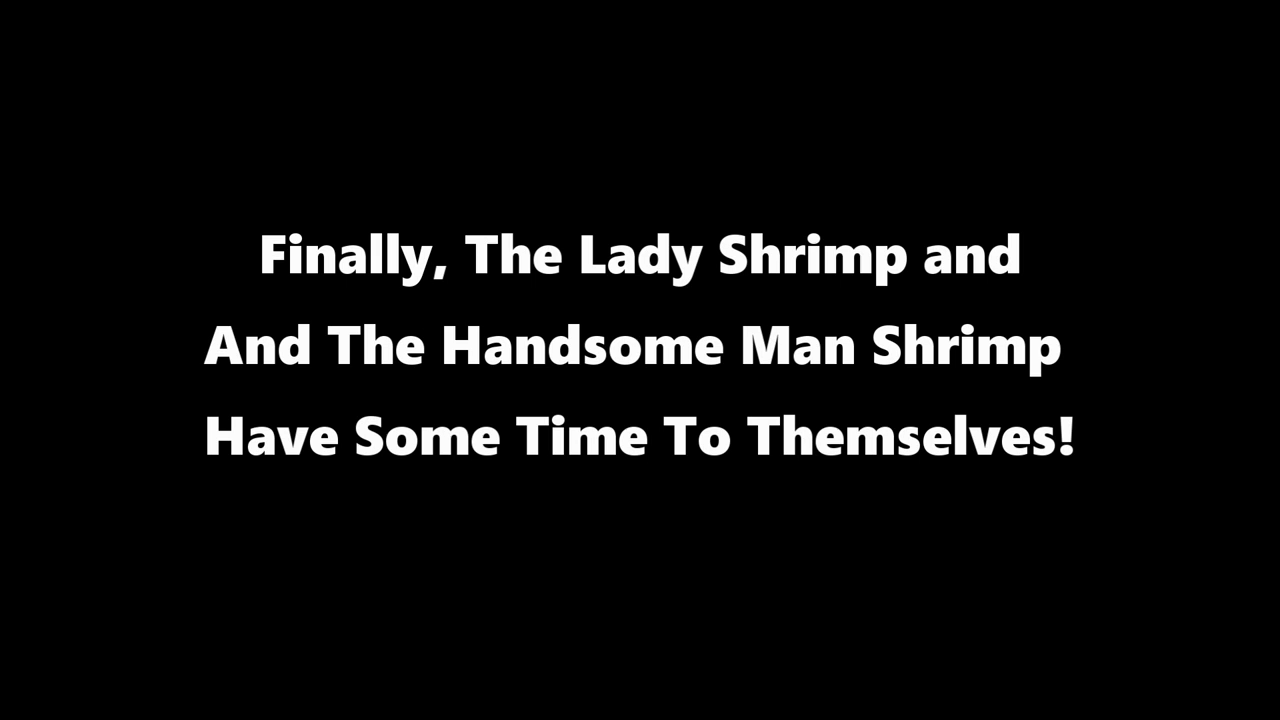 Finally, The Lady Shrimp and
And The Handsome Man Shrimp
Have Some Time To Themselves!